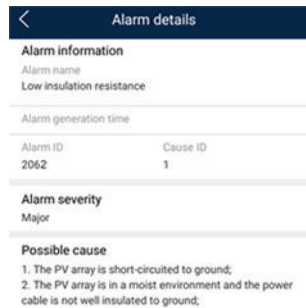 Alarm details
Alarm information
Alarm name
Low insulation resistance
Alarm generation time
Alarm ID Cause ID
2062 1
Alarm severity
Major
Possible cause
1. The PV array is short-circuited to ground;
2. The PV array is in a moist environment and the power
cable is not well insulated to ground;